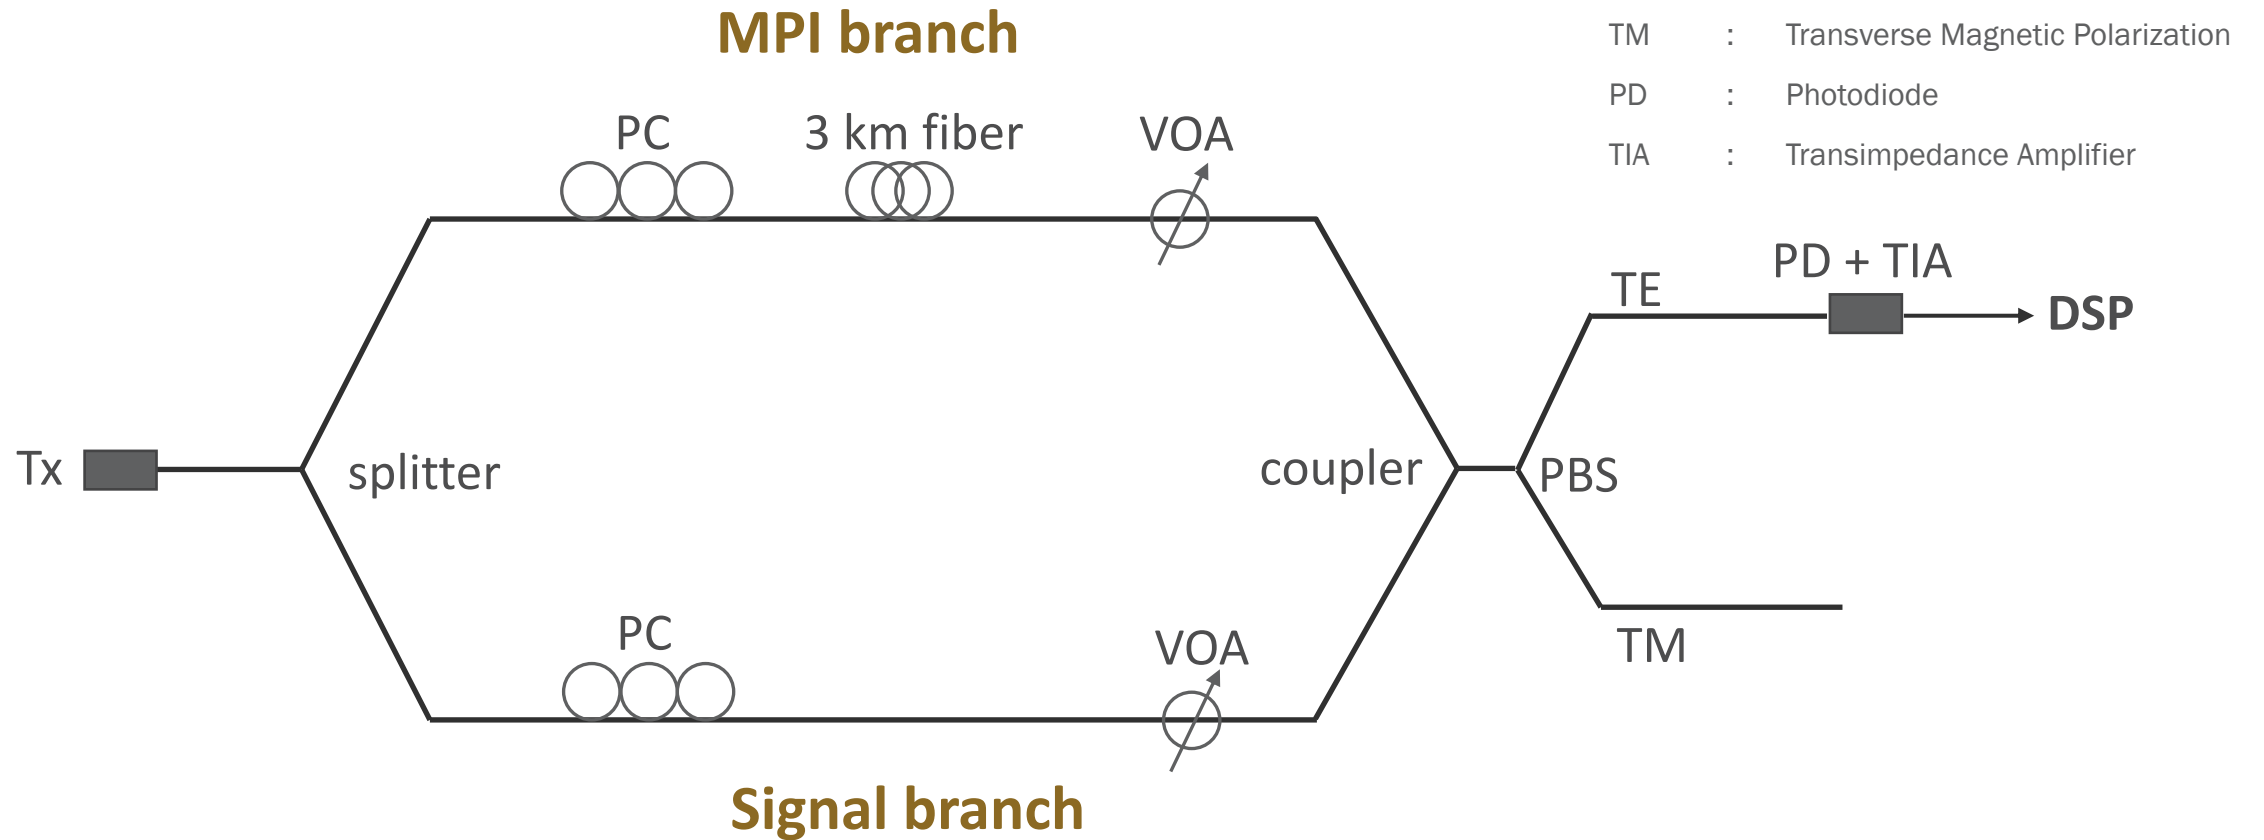 MPI branch
TM : Transverse Magnetic Polarization
PD : Photodiode
TIA : Transimpedance Amplifier
PC
3 km fiber
VOA
TE
PD + TIA
DSP
Tx
splitter
coupler
PBS
PC
VOA
TM
Signal branch